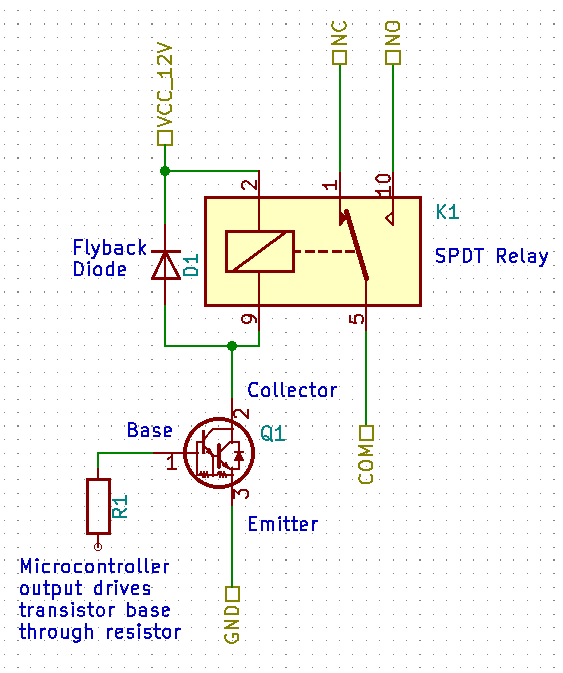 NC
NO
VCC_12V
2
1
10
K1
Flyback
Diode
D1
SPDT Relay
9
5
Collector
2
Base
Q1
1
COM
3
R1
Emitter
Microcontroller
output drives
transistor base
through resistor
GND